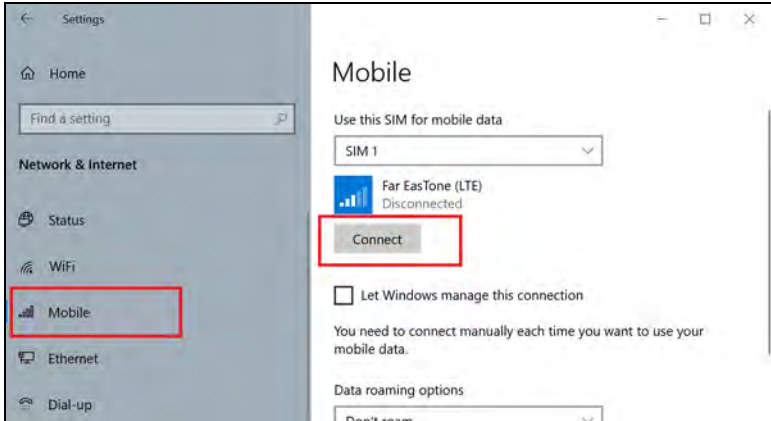 Settings
Home
Find a setting
Network & Internet
Status
WiFi
Mobile
Ethernet
Dial-up
Mobile
Use this SIM for mobile data
SIM 1
Far EasTone (LTE)
Disconnected
Connect
Let Windows manage this connection
You need to connect manually each time you want to use your
mobile data.
Data roaming options
Don't roam